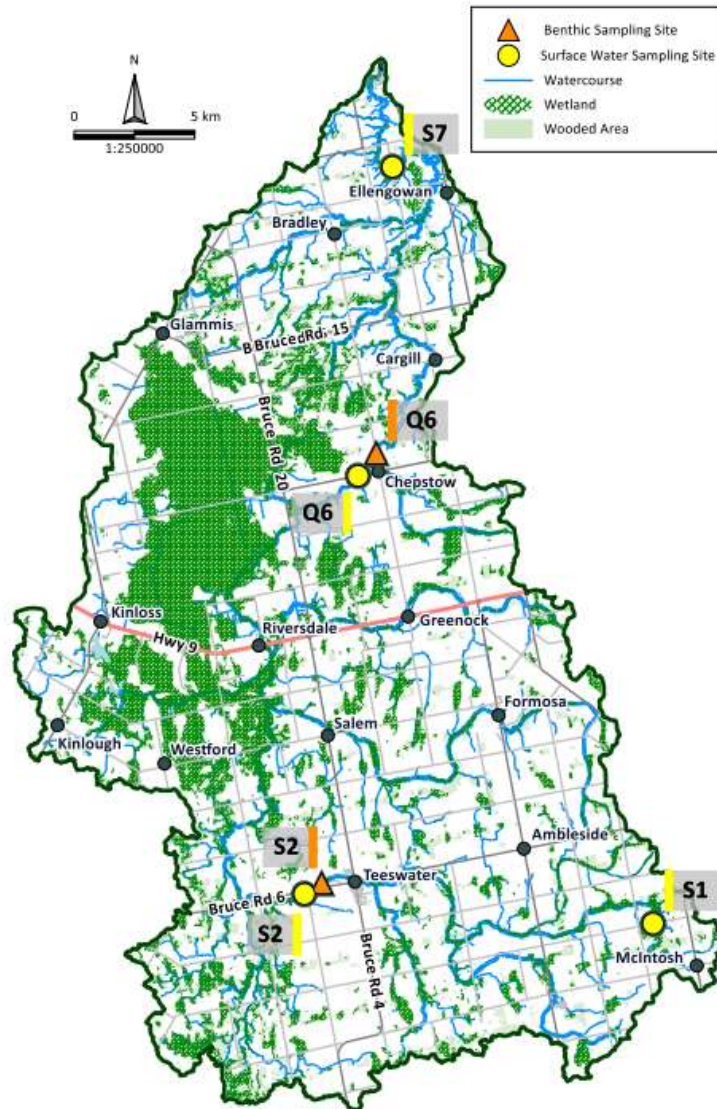 Benthic Sampling Site
Surface Water Sampling Site
Watercourse
Wetland
Wooded Area
N
0 5 km
1:250000
S7
Ellengowan
Bradley
Glammis
B Bruced Rd. 15
Cargill
Bruce Rd 20
Q6
Chepstow
Q6
Kinloss
Hwy 9
Riversdale
Greenock
Kinlough
Westford
Salem
Formosa
S2
Ambleside
Teeswater
Bruce Rd 6
S2
Bruce Rd 4
S1
McIntosh